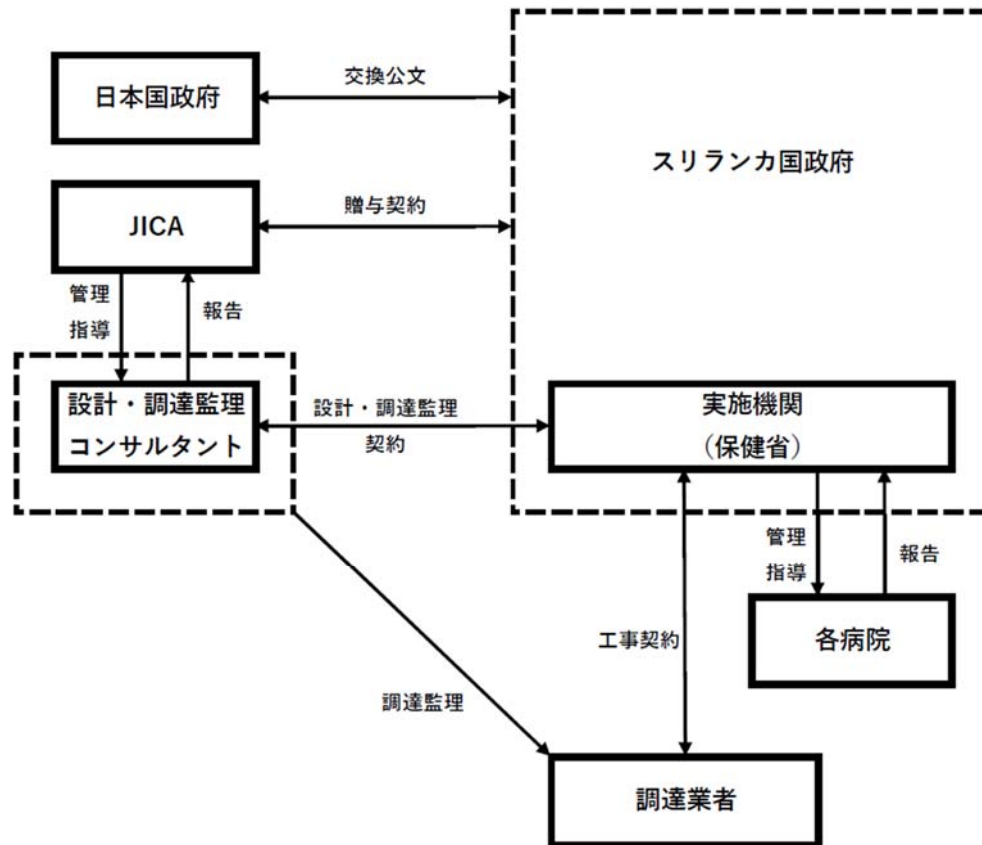 日本国政府
交換公文
スリランカ国政府
JICA
贈与契約
管理
指導
報告
設計・調達監理
コンサルタント
設計・調達監理
契約
実施機関
（保健省）
管理
指導
報告
各病院
工事契約
調達監理
調達業者